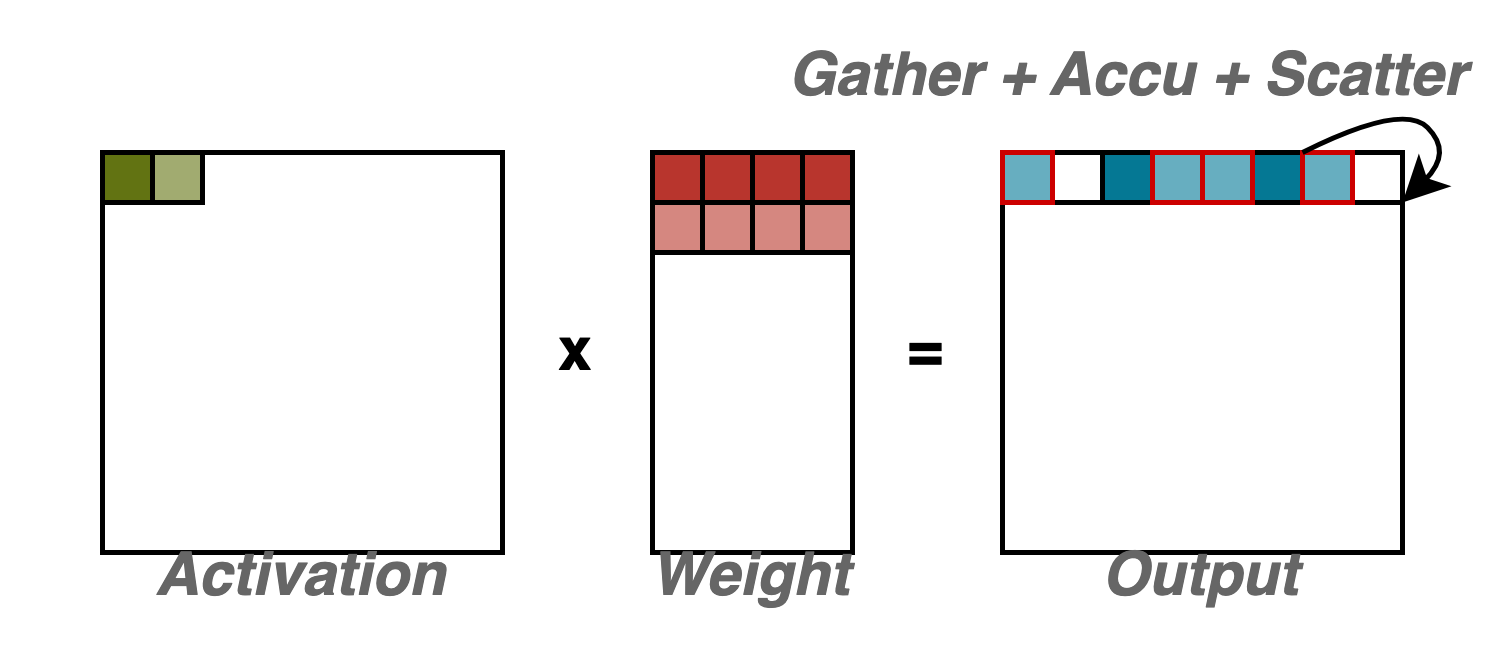 Gather + Accu + Scatter
x
=
Activation
Weight
Output